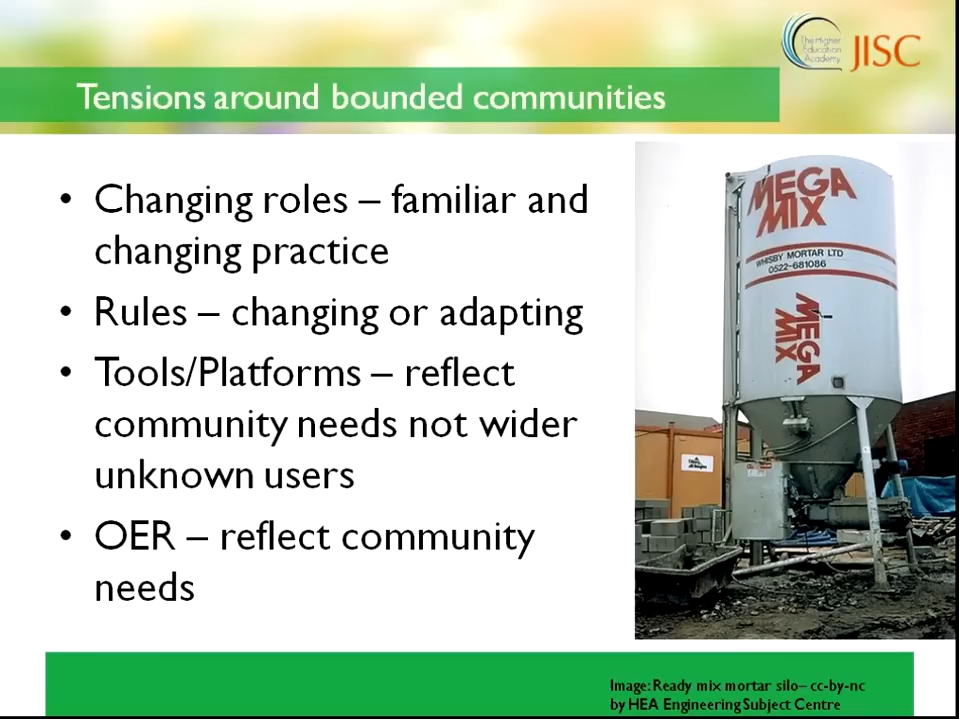 The Higher
Education
Academy
JISC
Tensions around bounded communities
• Changing roles – familiar and
changing practice
• Rules – changing or adapting
• Tools/Platforms – reflect
community needs not wider
unknown users
• OER – reflect community
needs
MEGA
MIX
WHISBY MORTAR LTD
0522-681086
MEGA
MIX
Image: Ready mix mortar silo– cc-by-nc
by HEA Engineering Subject Centre